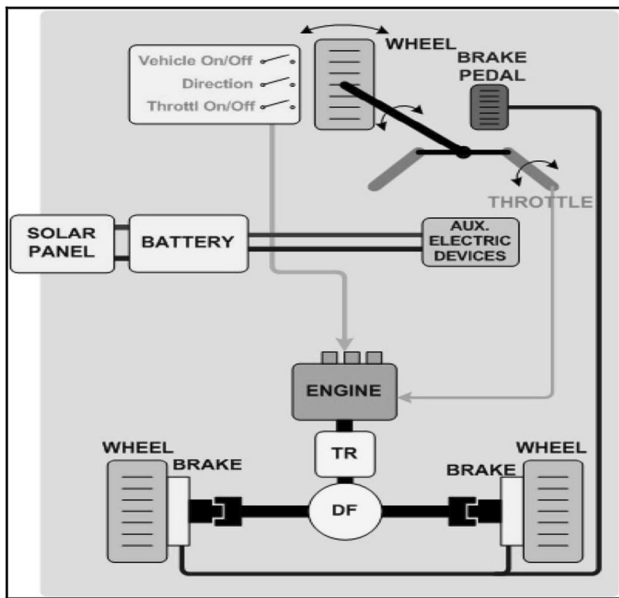 Vehicle On/Off
Direction
Throttl On/Off
WHEEL
BRAKE
PEDAL
THROTTLE
SOLAR
PANEL
BATTERY
AUX.
ELECTRIC
DEVICES
ENGINE
WHEEL
BRAKE
TR
DF
BRAKE
WHEEL